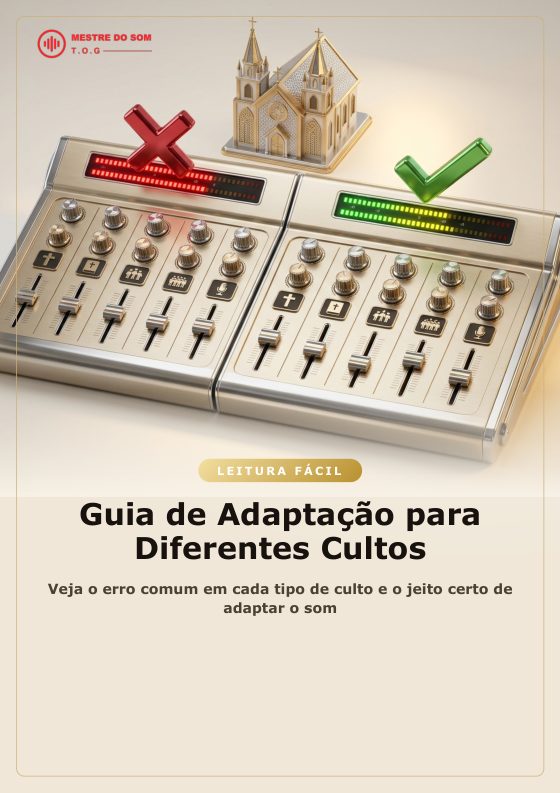 MESTRE DO SOM
T.O.G
LEITURA FÁCIL
Guia de Adaptação para
Diferentes Cultos
Veja o erro comum em cada tipo de culto e o jeito certo de
adaptar o som